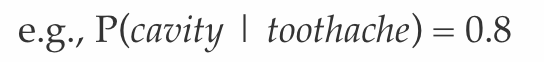 e.g., P(cavity | toothache) = 0.8